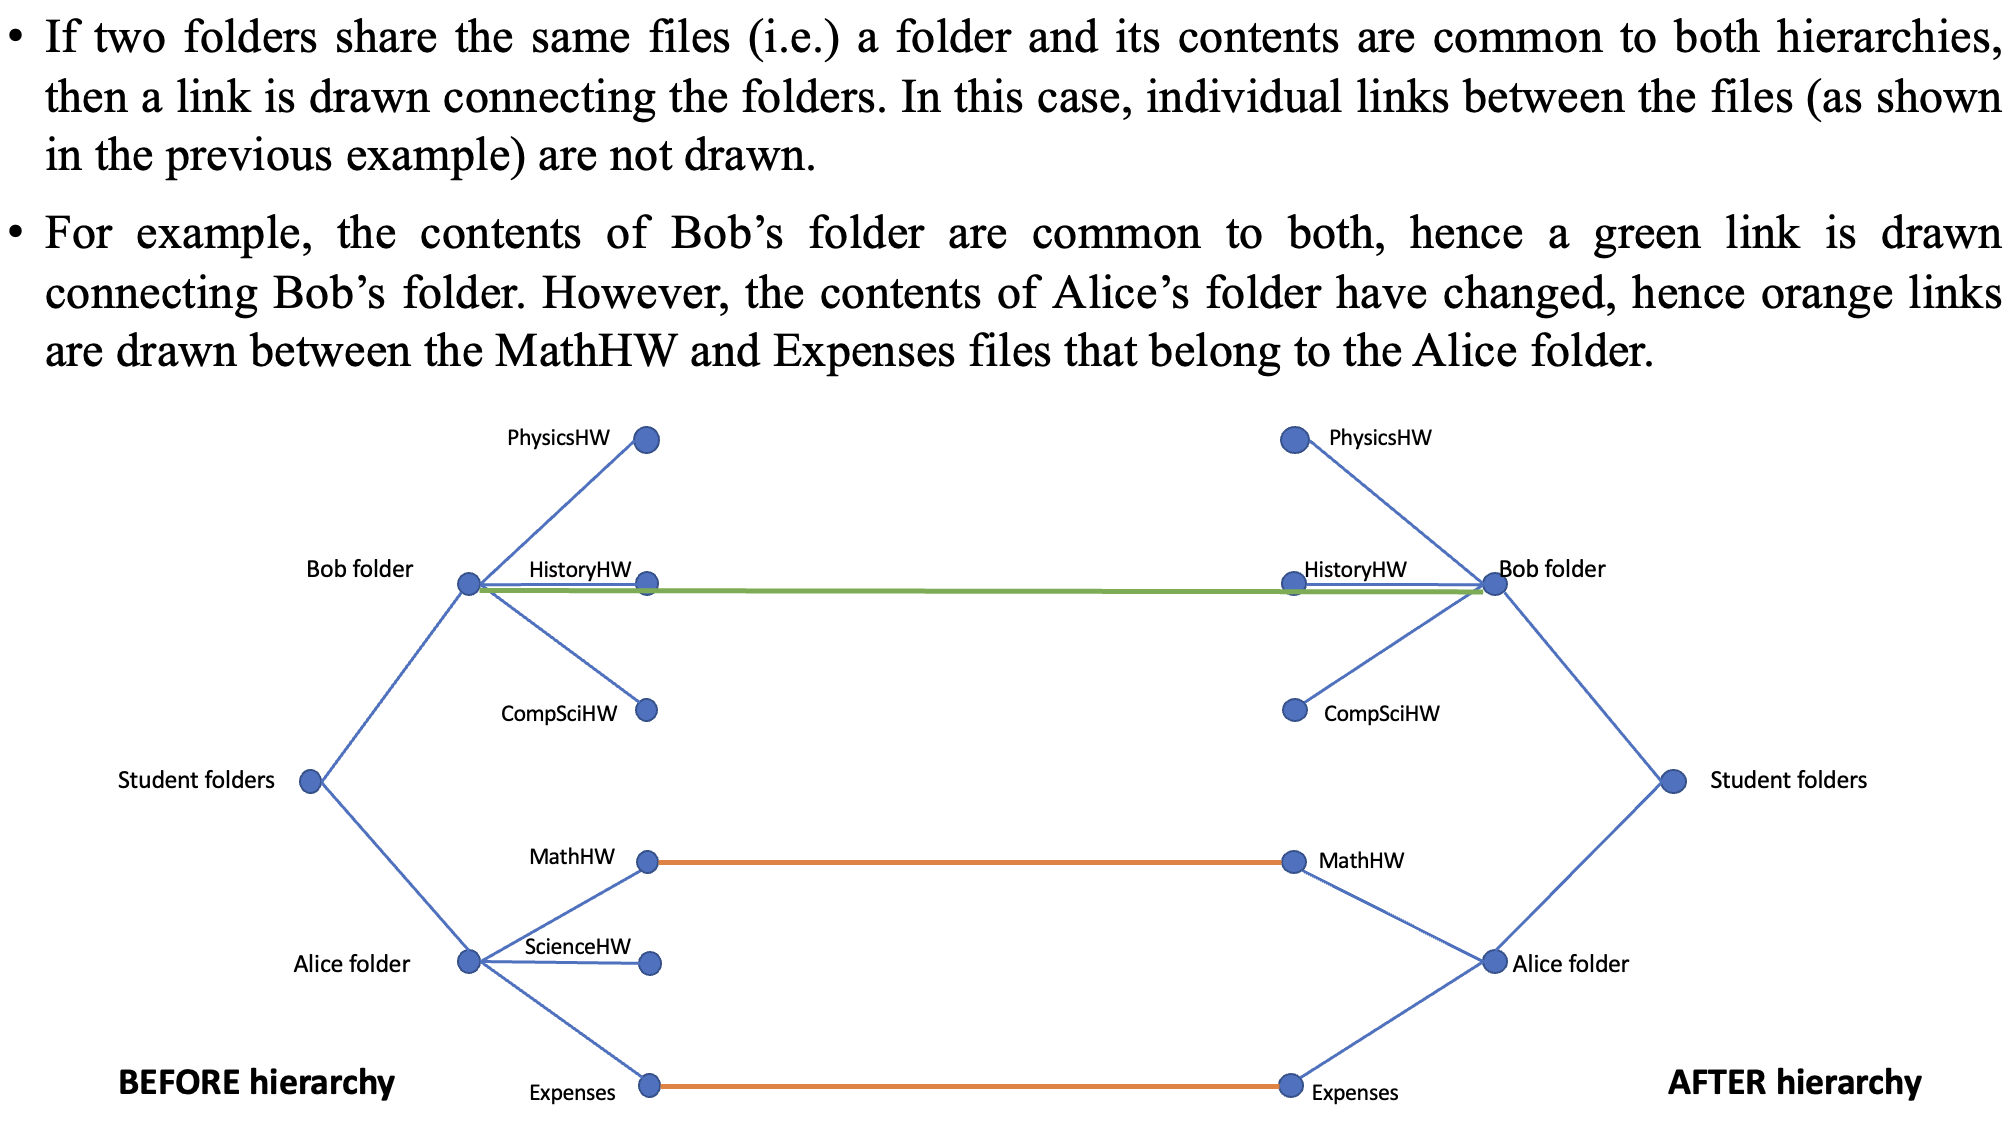 • If two folders share the same files (i.e.) a folder and its contents are common to both hierarchies,
then a link is drawn connecting the folders. In this case, individual links between the files (as shown
in the previous example) are not drawn.
• For example, the contents of Bob’s folder are common to both, hence a green link is drawn
connecting Bob’s folder. However, the contents of Alice’s folder have changed, hence orange links
are drawn between the MathHW and Expenses files that belong to the Alice folder.
PhysicsHW
PhysicsHW
Bob folder
HistoryHW
HistoryHW
Bob folder
CompSciHW
CompSciHW
Student folders
Student folders
MathHW
MathHW
ScienceHW
Alice folder
Alice folder
BEFORE hierarchy
Expenses
Expenses
AFTER hierarchy